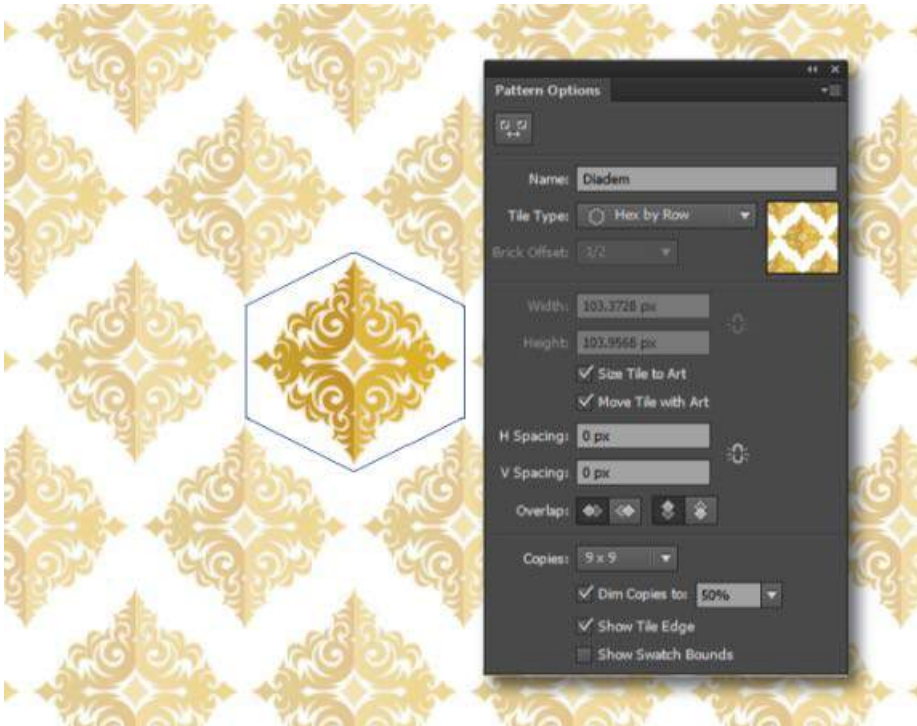 Pattern Options
Name: Diadem
Tile Type: Hex by Row
Brick Offset: 1/2
Width: 103.3728 px
Height: 103.9568 px
Size Tile to Art
Move Tile with Art
H Spacing: 0 px
V Spacing: 0 px
Overlap:
Copies: 9 x 9
Dim Copies to: 50%
Show Tile Edge
Show Swatch Bounds